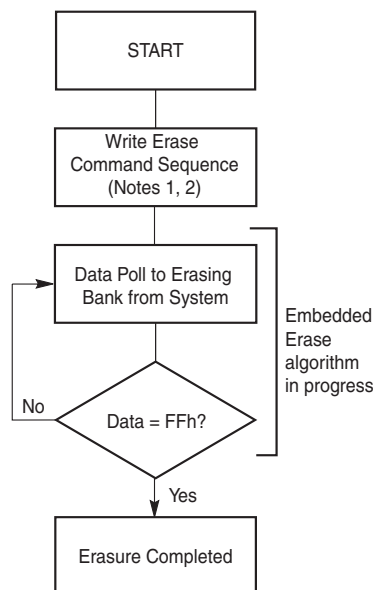 START
Write Erase
Command Sequence
(Notes 1, 2)
Data Poll to Erasing
Bank from System
Embedded
Erase
algorithm
in progress
No
Data = FFh?
Yes
Erasure Completed